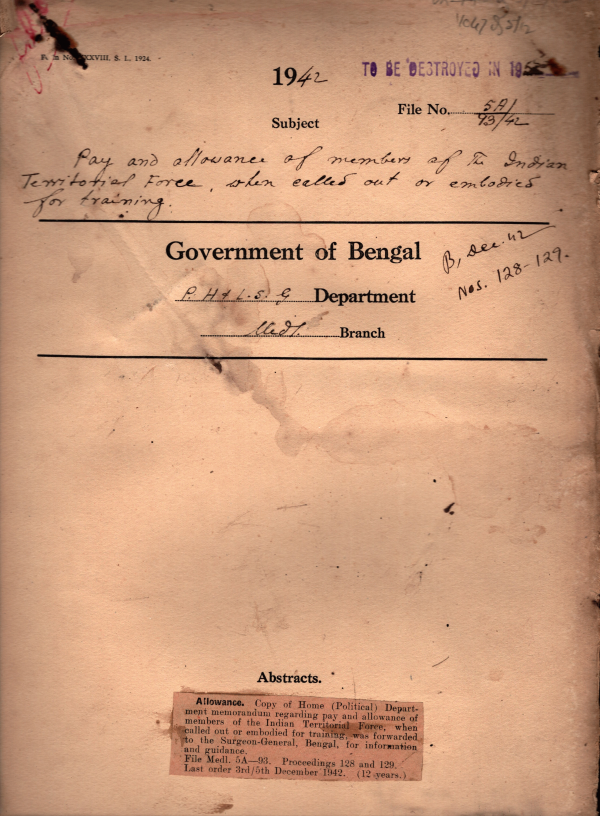 XXVIII. S. L. 1924.
1942
TO BE DESTROYED IN 19
File No. 5A/1
93/42
Subject
Pay and allowance of members of the Indian
Territorial Force, when called out or embodied
for training.
Government of Bengal
B, Dec. 42
Nos. 128-129.
P. H & L. S. G Department
Medl. Branch
Abstracts.
Allowance. Copy of Home (Political) Depart-
ment memorandum regarding pay and allowance of
members of the Indian Territorial Force, when
called out or embodied for training, was forwarded
to the Surgeon-General, Bengal, for information
and guidance.
File Medl. 5A—93. Proceedings 128 and 129.
Last order 3rd/5th December 1942. (12 years.)